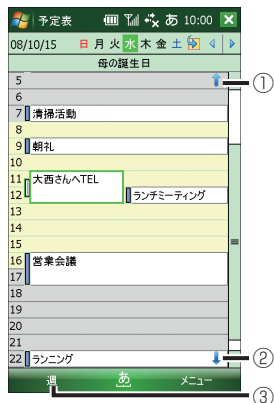 予定表 あ 10:00
08/10/15 日 月 火 水 木 金 土
母の誕生日
5 ①
6
7 清掃活動
8
9 朝礼
10
11 大西さんへTEL
12 ランチミーティング
13
14
15
16 営業会議
17
18
19
20
21
22 ランニング ②
週 あ メニュー
③